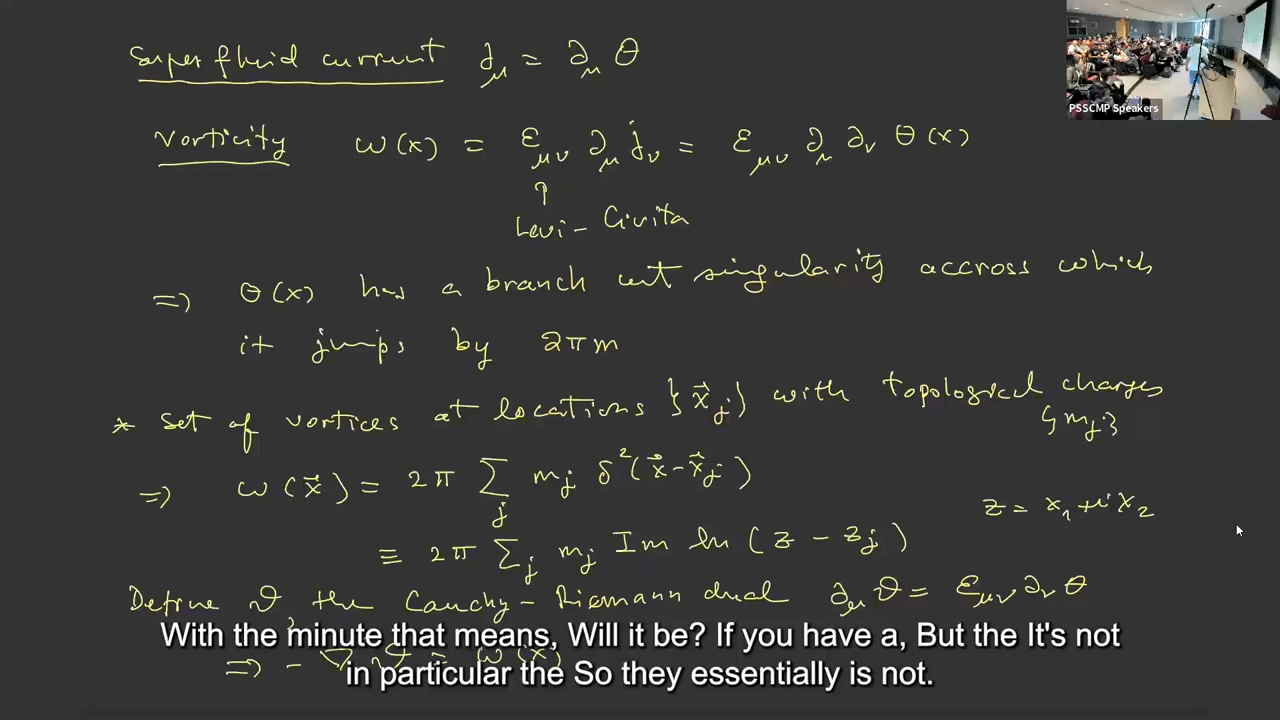 Superfluid current j_μ = ∂_μ θ
PSSCMP Speakers
Vorticity ω(x) = ε_μν ∂_μ j_ν = ε_μν ∂_μ ∂_ν θ(x)
↑
Levi-Civita
⇒ θ(x) has a branch cut singularity accross which
it jumps by 2πm
* Set of vortices at locations {x⃗_j} with topological charges
{m_j}
⇒ ω(x⃗) = 2π Σ_j m_j δ²(x⃗-x⃗_j)
z = x_1 + i x_2
≡ 2π Σ_j m_j Im ln(z - z_j)
Define ϑ, the Cauchy-Riemann dual ∂_μ ϑ = ε_μν ∂_ν θ
⇒ - ∇² ϑ = ω(x)
With the minute that means, Will it be? If you have a, But the It's not
in particular the So they essentially is not.